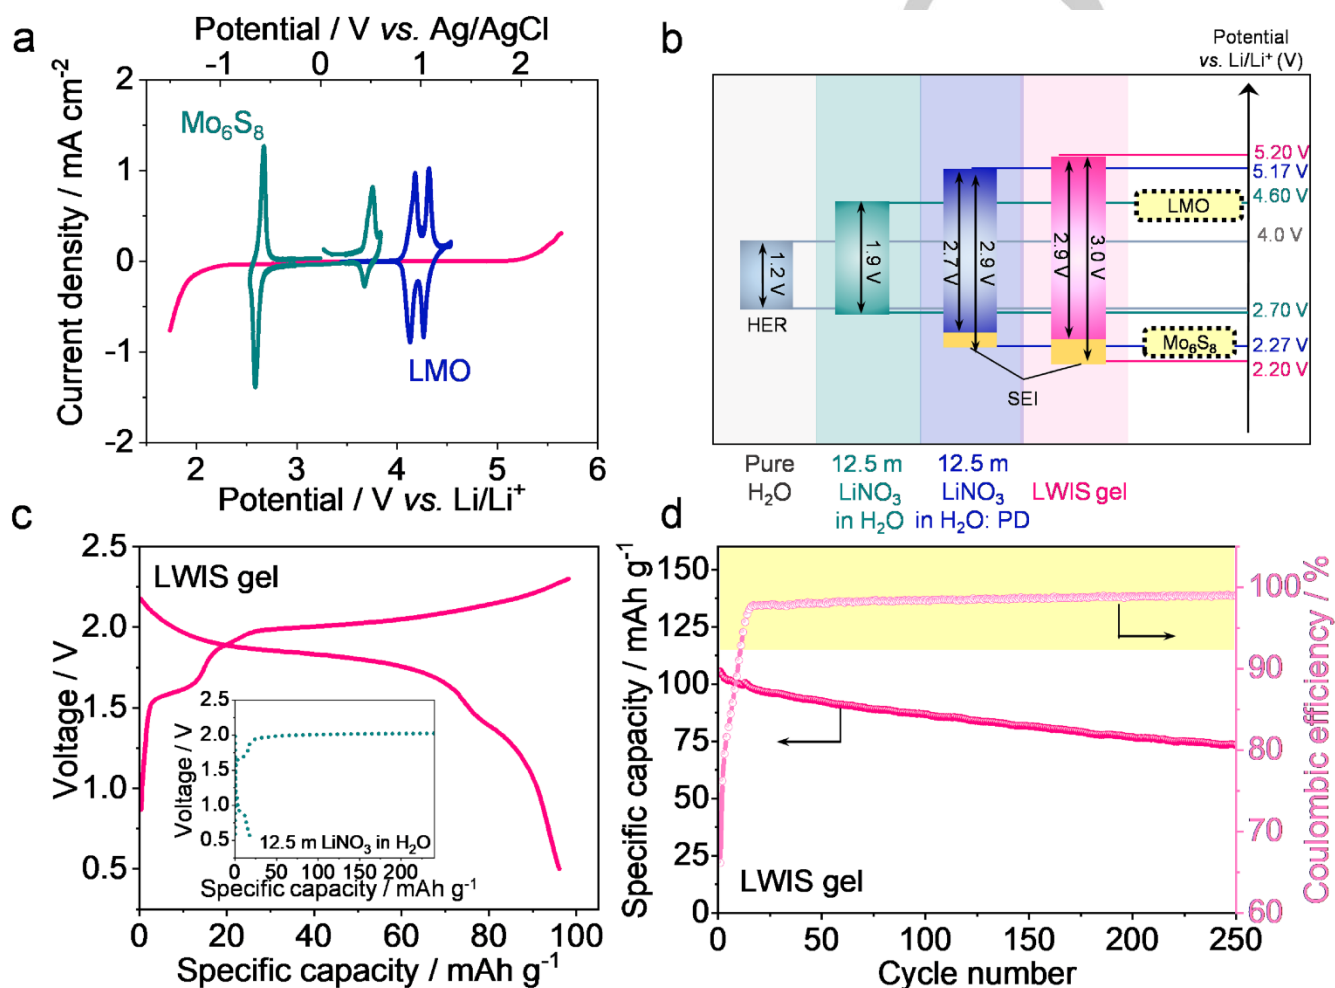 a
Potential / V vs. Ag/AgCl
-1 0 1 2
Current density / mA cm⁻²
2
1
0
-1
-2
Mo₆S₈
LMO
2 3 4 5 6
Potential / V vs. Li/Li⁺
b
Potential
vs. Li/Li⁺ (V)
5.20 V
5.17 V
4.60 V
4.0 V
2.70 V
2.27 V
2.20 V
LMO
Mo₆S₈
1.2 V
1.9 V
2.7 V
2.9 V
2.9 V
3.0 V
HER
SEI
Pure
H₂O
12.5 m
LiNO₃
in H₂O
12.5 m
LiNO₃
in H₂O: PD
LWIS gel
c
LWIS gel
Voltage / V
2.5
2.0
1.5
1.0
0.5
0 20 40 60 80 100
Specific capacity / mAh g⁻¹
Voltage / V
2.5
2.0
1.5
1.0
0.5
12.5 m LiNO₃ in H₂O
0 50 100 150 200
Specific capacity / mAh g⁻¹
d
Specific capacity / mAh g⁻¹
150
125
100
75
50
25
0
LWIS gel
0 50 100 150 200 250
Cycle number
100
90
80
70
60
Coulombic efficiency / %